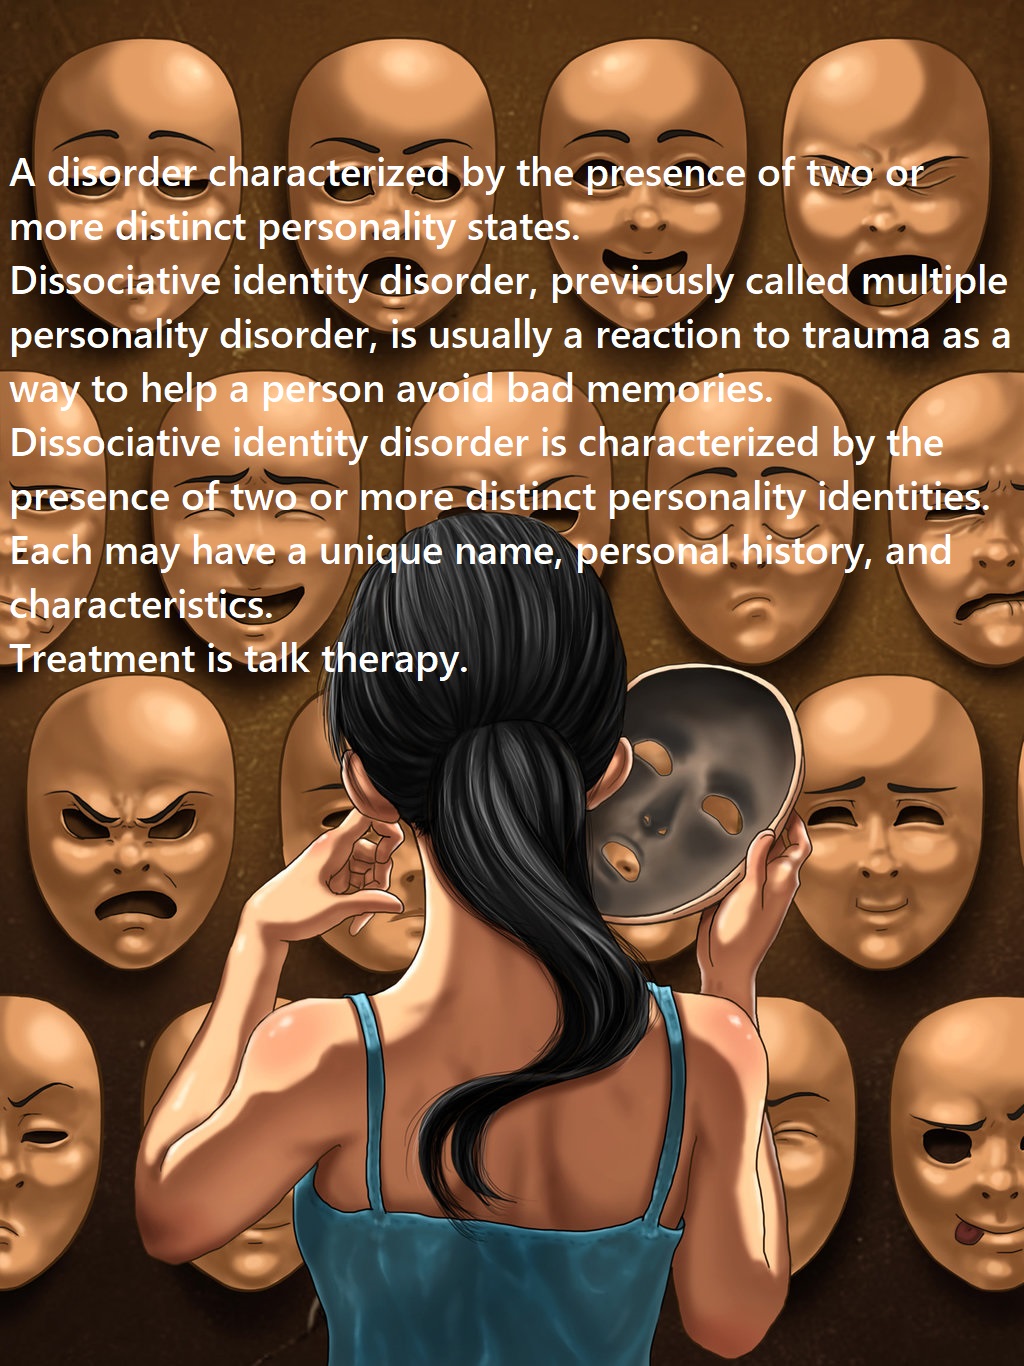 A disorder characterized by the presence of two or
more distinct personality states.
Dissociative identity disorder, previously called multiple
personality disorder, is usually a reaction to trauma as a
way to help a person avoid bad memories.
Dissociative identity disorder is characterized by the
presence of two or more distinct personality identities.
Each may have a unique name, personal history, and
characteristics.
Treatment is talk therapy.